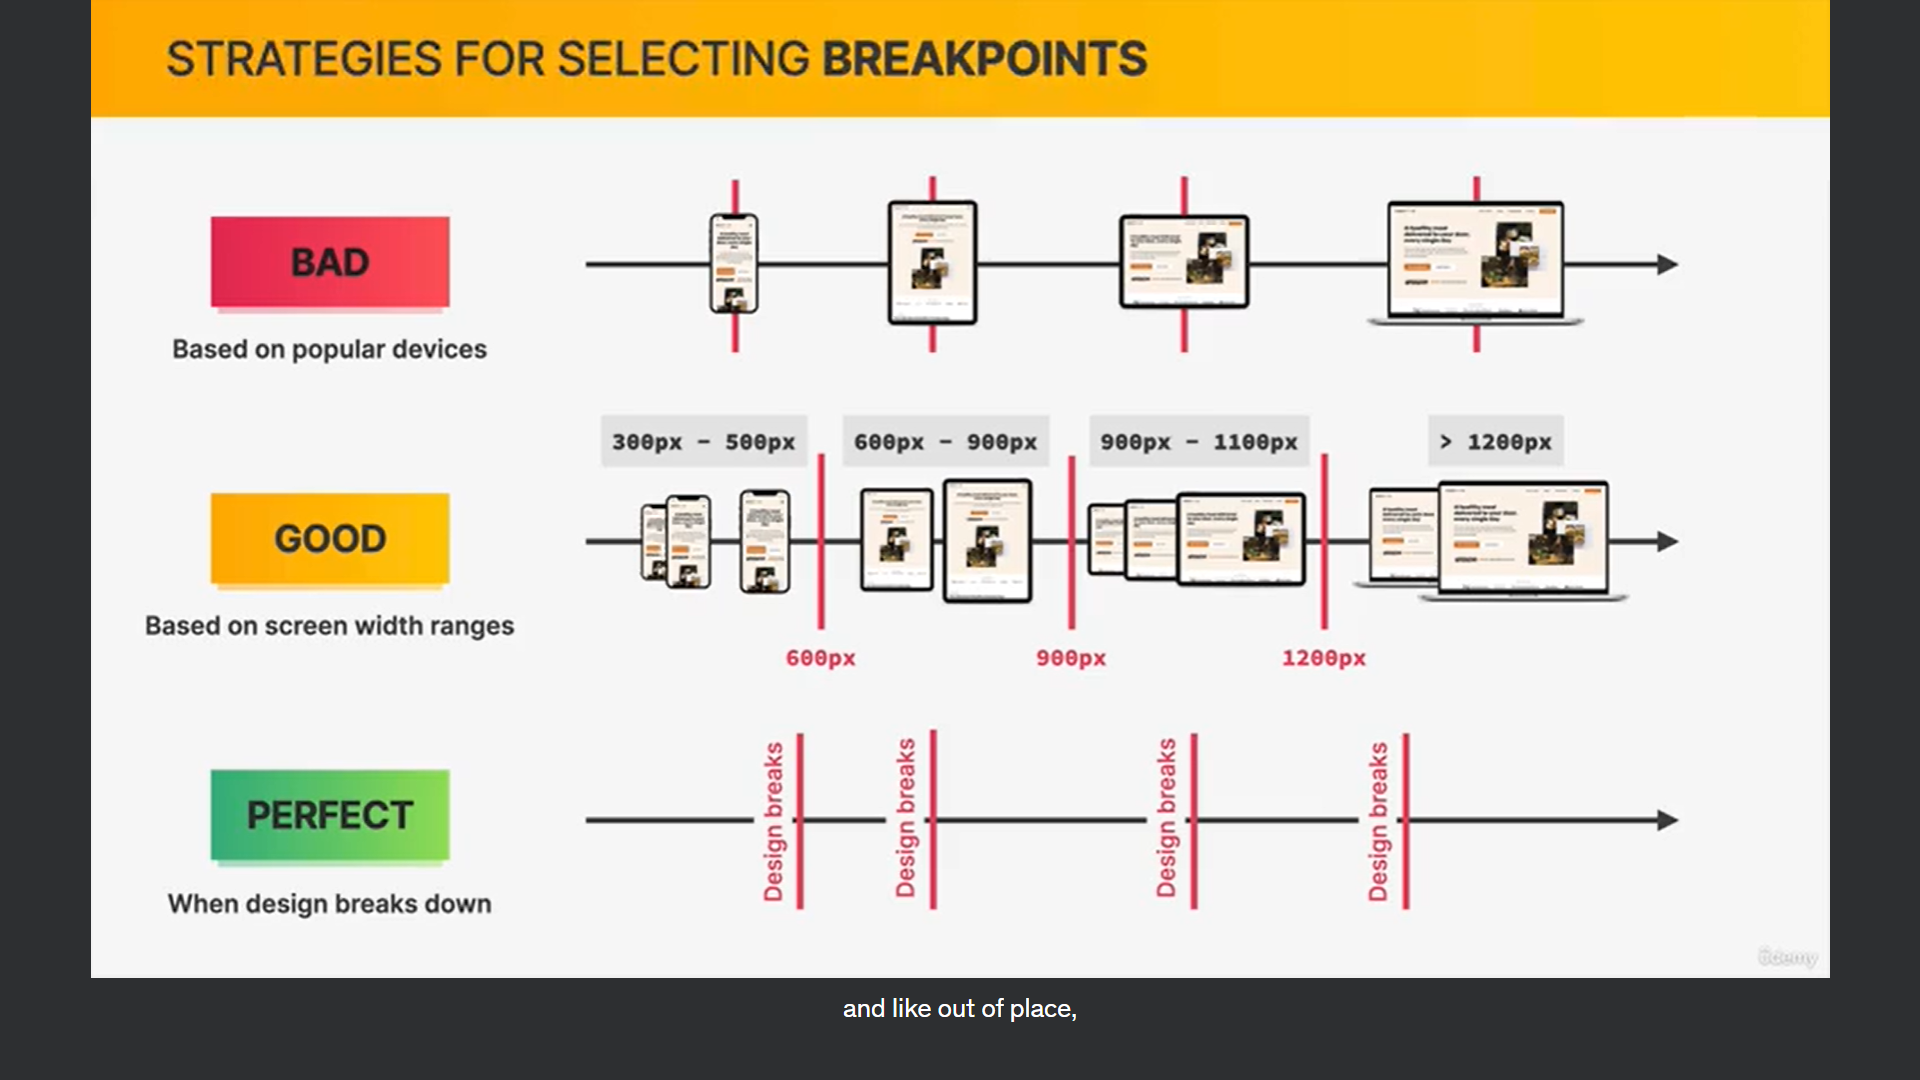 STRATEGIES FOR SELECTING BREAKPOINTS
BAD
Based on popular devices
300px - 500px
600px - 900px
900px - 1100px
> 1200px
GOOD
Based on screen width ranges
600px
900px
1200px
PERFECT
When design breaks down
Design breaks
Design breaks
Design breaks
Design breaks
ûdemy
and like out of place,